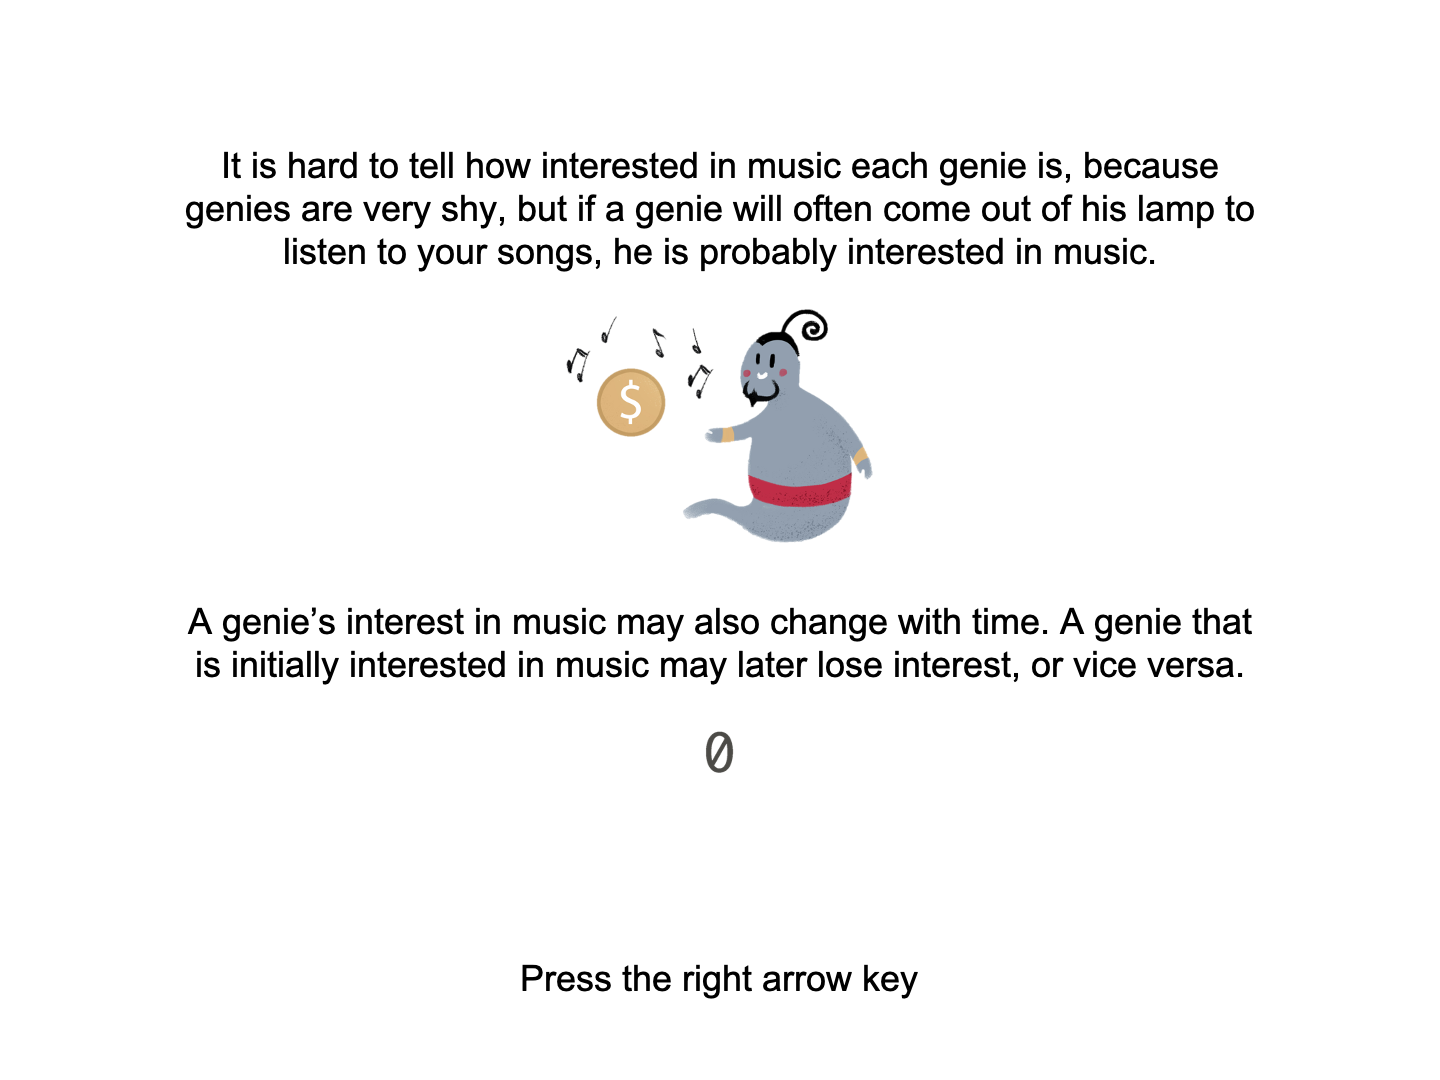 It is hard to tell how interested in music each genie is, because
genies are very shy, but if a genie will often come out of his lamp to
listen to your songs, he is probably interested in music.
$
A genie’s interest in music may also change with time. A genie that
is initially interested in music may later lose interest, or vice versa.
0
Press the right arrow key